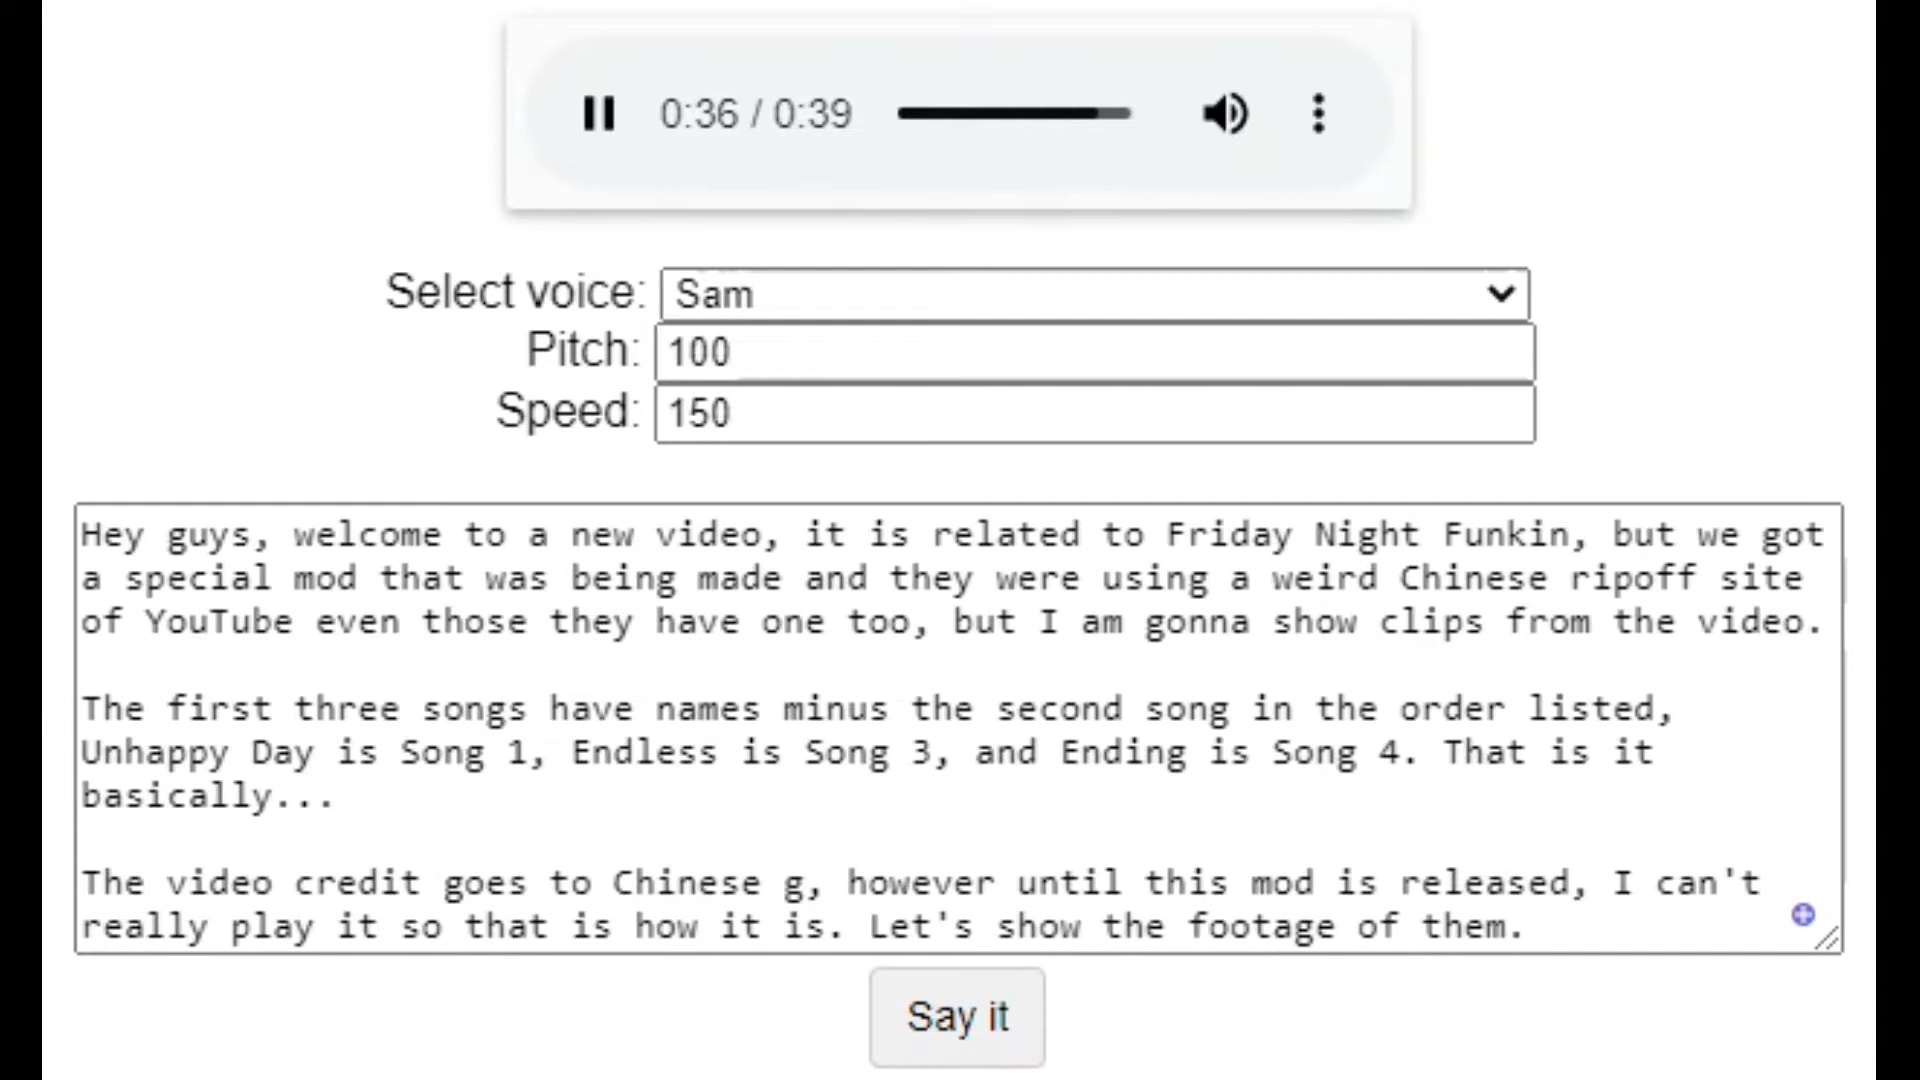 0:36 / 0:39
Select voice: Sam
Pitch: 100
Speed: 150
Hey guys, welcome to a new video, it is related to Friday Night Funkin, but we got
a special mod that was being made and they were using a weird Chinese ripoff site
of YouTube even those they have one too, but I am gonna show clips from the video.
The first three songs have names minus the second song in the order listed,
Unhappy Day is Song 1, Endless is Song 3, and Ending is Song 4. That is it
basically...
The video credit goes to Chinese g, however until this mod is released, I can't
really play it so that is how it is. Let's show the footage of them.
Say it